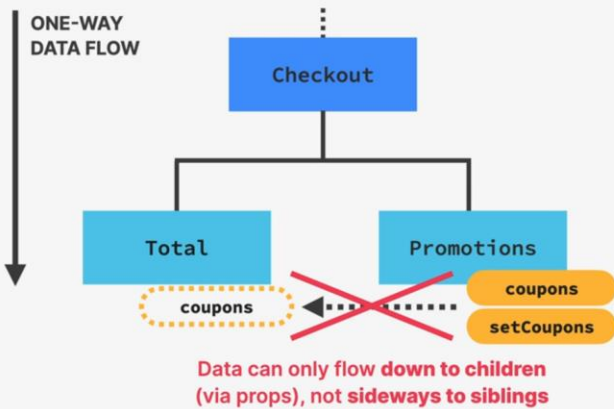 ONE-WAY
DATA FLOW
Checkout
Total
Promotions
coupons
coupons
setCoupons
Data can only flow down to children
(via props), not sideways to siblings